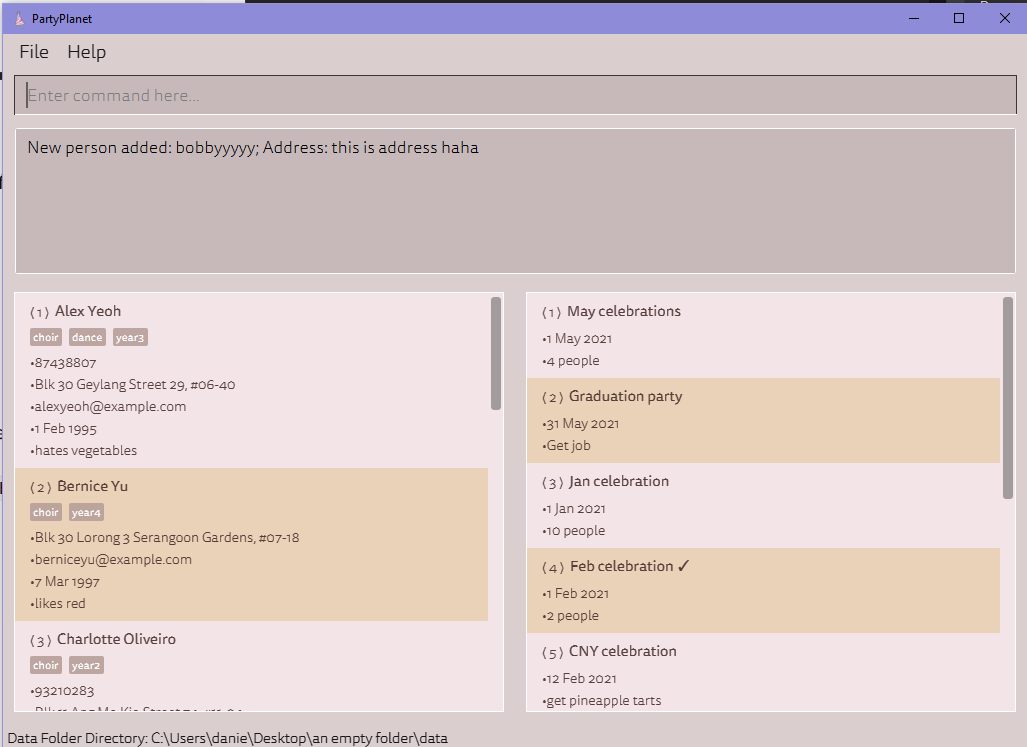 PartyPlanet
File Help
Enter command here...
New person added: bobbyyyyy; Address: this is address haha
(1) Alex Yeoh
choir dance year3
•87438807
•Blk 30 Geylang Street 29, #06-40
•alexyeoh@example.com
•1 Feb 1995
•hates vegetables
(2) Bernice Yu
choir year4
•Blk 30 Lorong 3 Serangoon Gardens, #07-18
•berniceyu@example.com
•7 Mar 1997
•likes red
(3) Charlotte Oliveiro
choir year2
•93210283
(1) May celebrations
•1 May 2021
•4 people
(2) Graduation party
•31 May 2021
•Get job
(3) Jan celebration
•1 Jan 2021
•10 people
(4) Feb celebration ✓
•1 Feb 2021
•2 people
(5) CNY celebration
•12 Feb 2021
•get pineapple tarts
Data Folder Directory: C:\Users\danie\Desktop\an empty folder\data